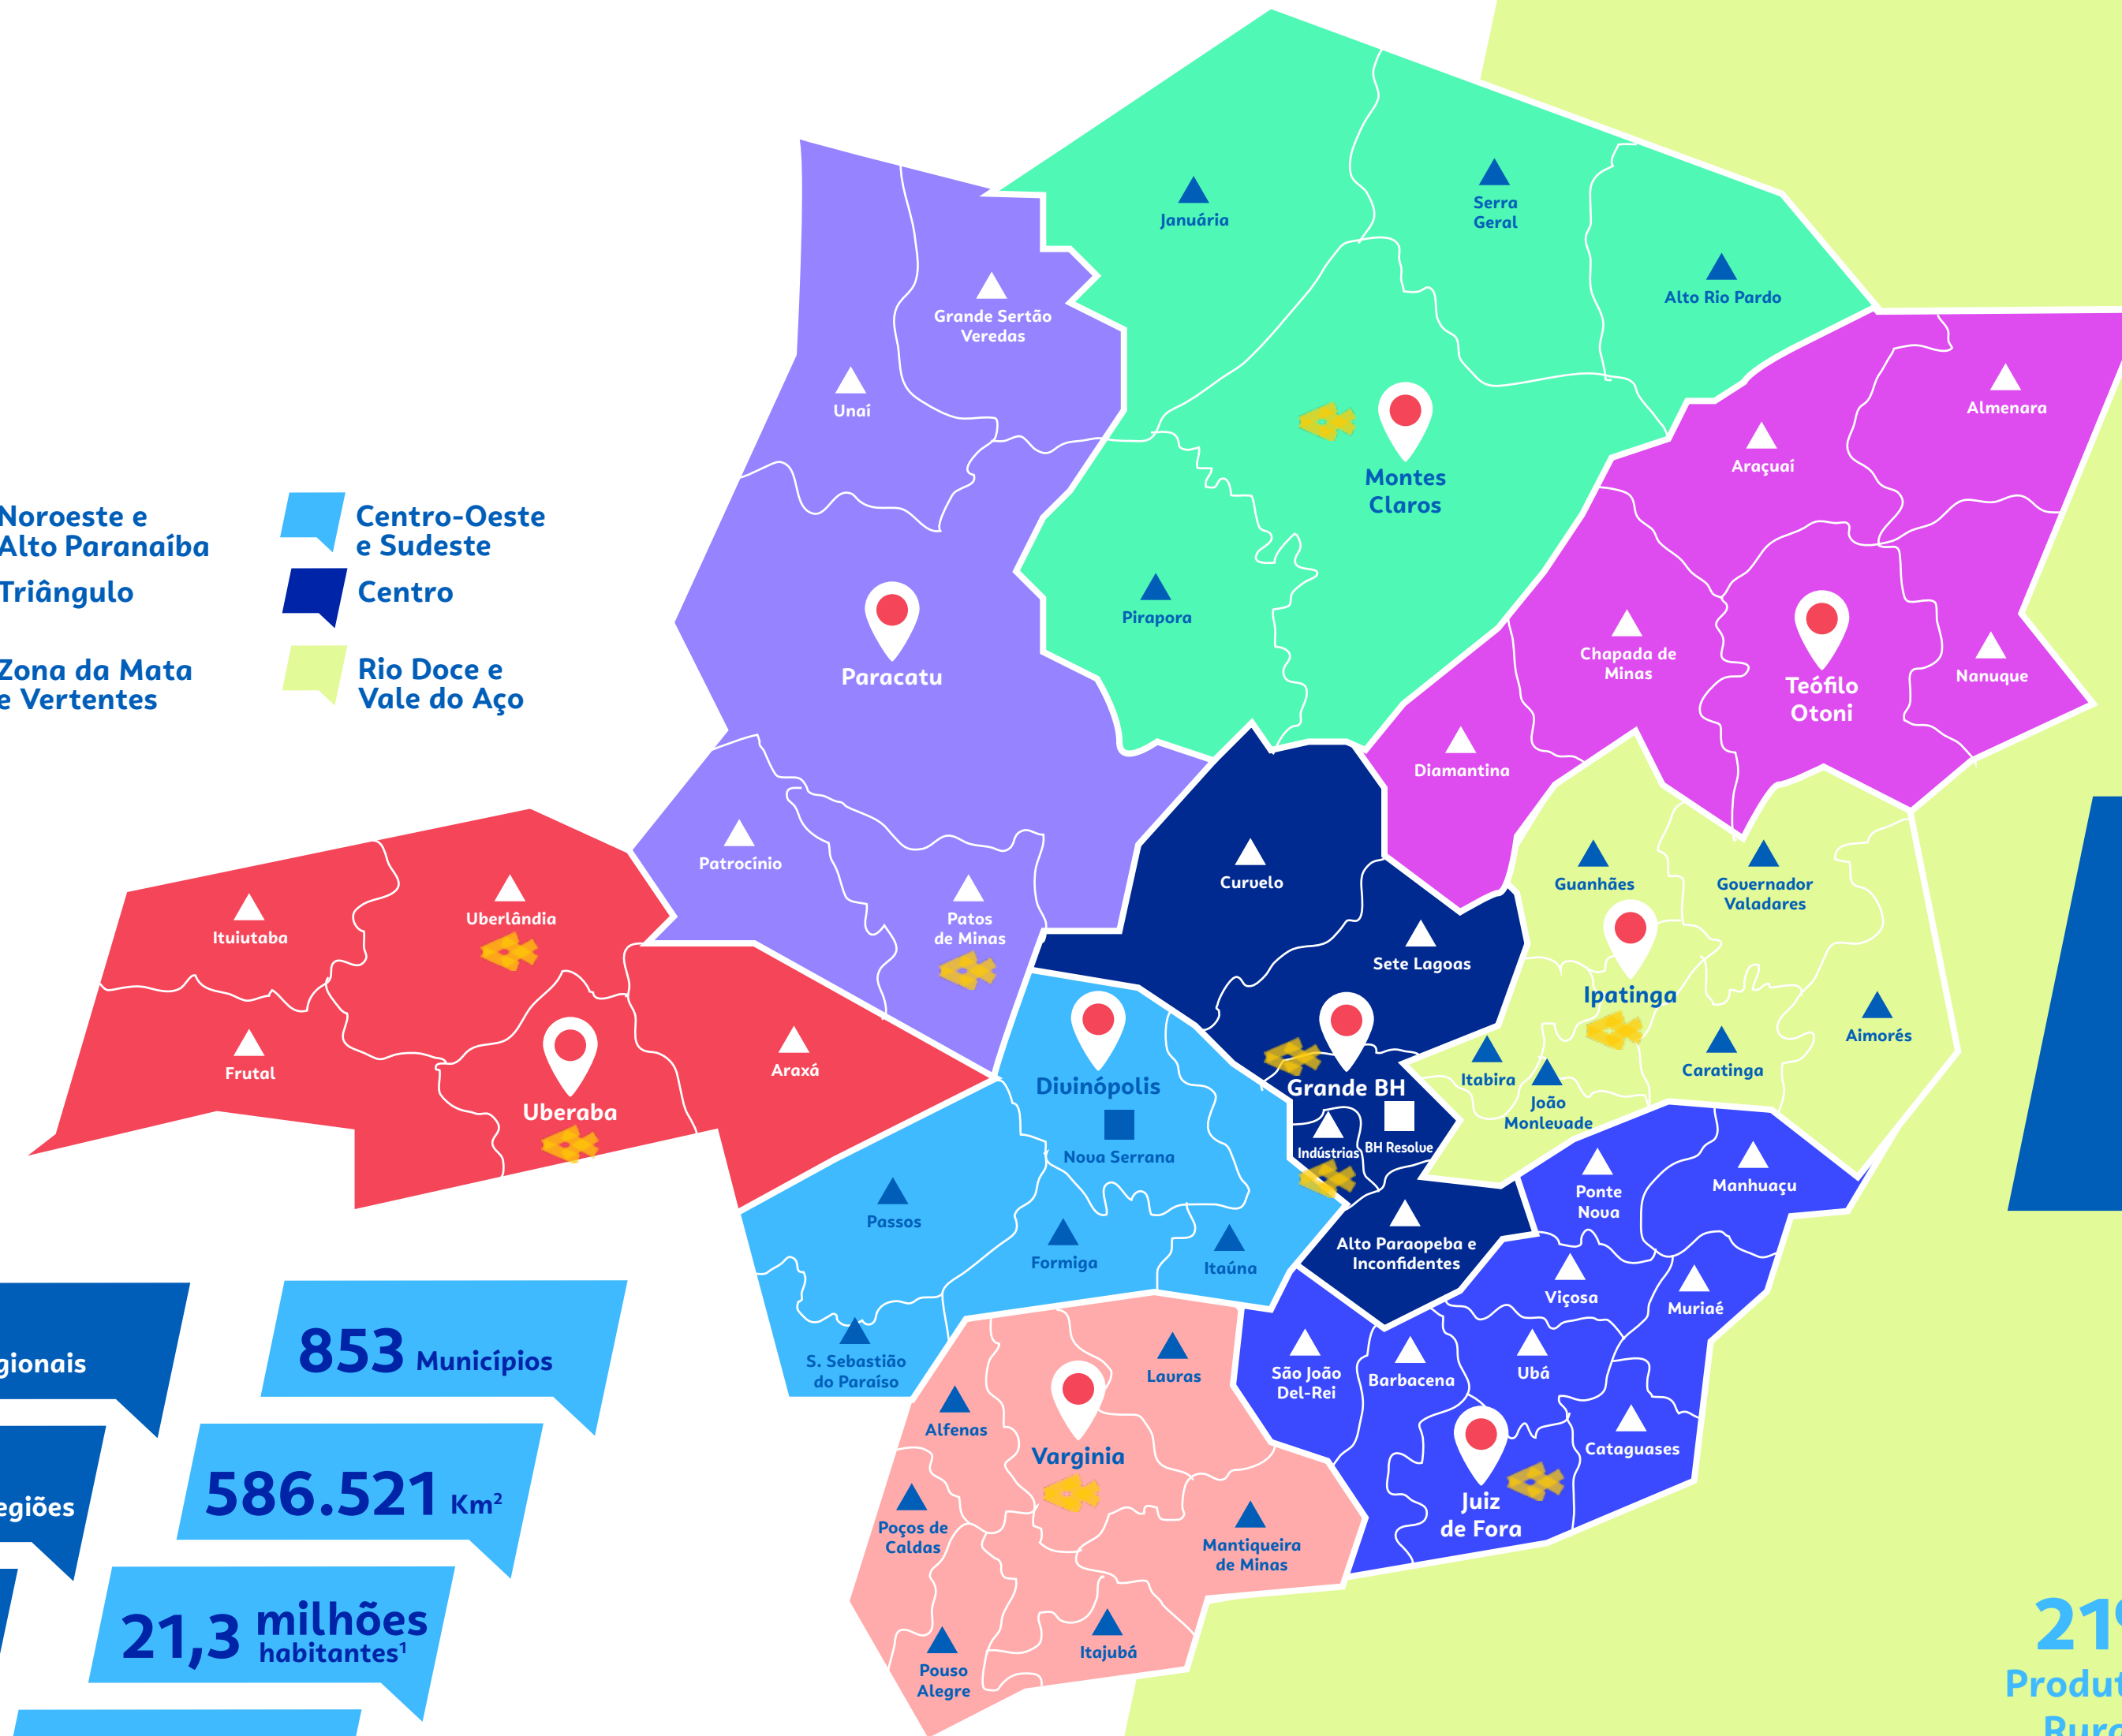 Januária
Serra
Geral
Alto Rio Pardo
Grande Sertão
Veredas
Unaí
Almenara
Araçuaí
Montes
Claros
Noroeste e
Alto Paranaíba
Centro-Oeste
e Sudeste
Triângulo
Centro
Zona da Mata
e Vertentes
Rio Doce e
Vale do Aço
Pirapora
Paracatu
Chapada de
Minas
Teófilo
Otoni
Nanuque
Diamantina
Patrocínio
Patos
de Minas
Curvelo
Guanhães
Governador
Valadares
Ituiutaba
Uberlândia
Sete Lagoas
Ipatinga
Aimorés
Frutal
Uberaba
Araxá
Divinópolis
Nova Serrana
Grande BH
Indústrias
BH Resolve
Itabira
João
Monlevade
Caratinga
Passos
Formiga
Itaúna
Alto Paraopeba e
Inconfidentes
Ponte
Nova
Manhuaçu
Viçosa
Muriaé
S. Sebastião
do Paraíso
Lavras
São João
Del-Rei
Barbacena
Ubá
Cataguases
Alfenas
Varginia
Juiz
de Fora
Poços de
Caldas
Mantiqueira
de Minas
Pouso
Alegre
Itajubá
gionais
853 Municípios
egiões
586.521 Km²
21,3 milhões
habitantes¹
21
Produt
Rur